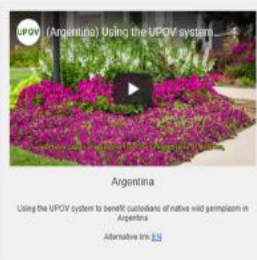 UPOV
(Argentina) Using the UPOV system...
Argentina
Using the UPOV system to benefit custodians of native wild germplasm in
Argentina
Alternative link EN